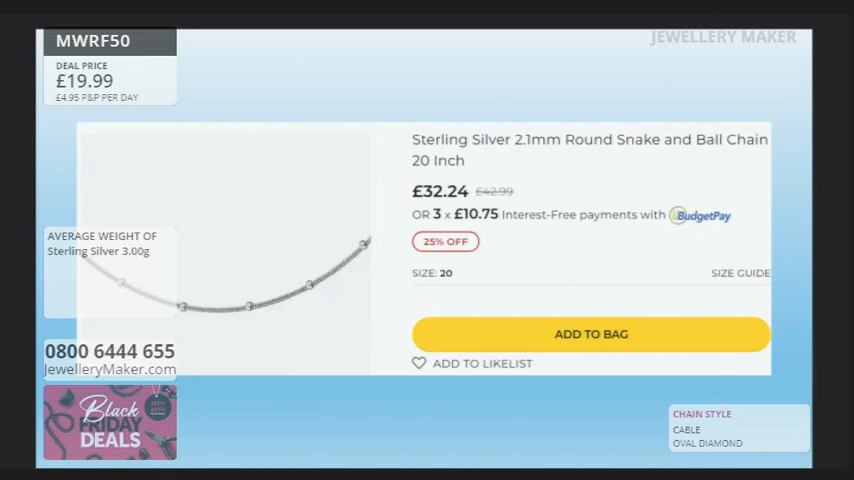 MWRF50
DEAL PRICE
£19.99
£4.95 P&P PER DAY
JEWELLERY MAKER
Sterling Silver 2.1mm Round Snake and Ball Chain
20 Inch
£32.24 £42.99
OR 3 x £10.75 Interest-Free payments with BudgetPay
25% OFF
SIZE: 20 SIZE GUIDE
ADD TO BAG
ADD TO LIKELIST
AVERAGE WEIGHT OF
Sterling Silver 3.00g
0800 6444 655
JewelleryMaker.com
Black
FRIDAY
DEALS
CHAIN STYLE
CABLE
OVAL DIAMOND